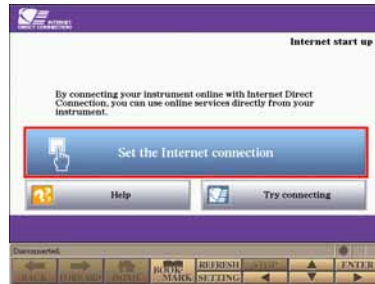 INTERNET
DIRECT CONNECTION
Internet start up
By connecting your instrument online with Internet Direct
Connection, you can use online services directly from your
instrument.
Set the Internet connection
Help
Try connecting
Disconnected.
BACK FORWARD HOME BOOK MARK REFRESH STOP ENTER
SETTING